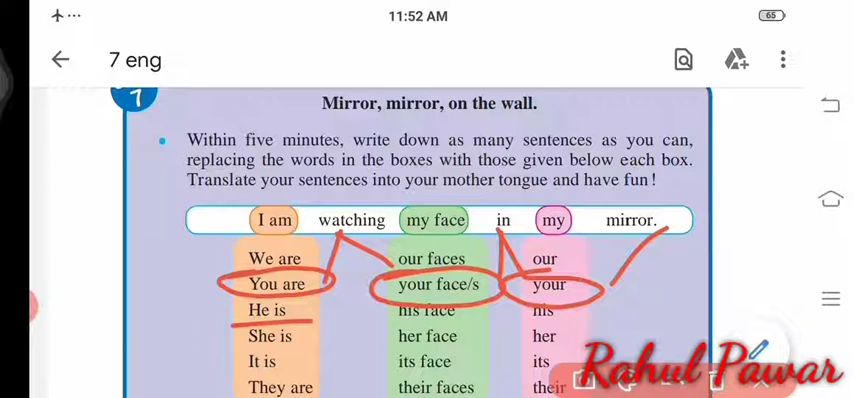 11:52 AM
65
7 eng
7
Mirror, mirror, on the wall.
Within five minutes, write down as many sentences as you can,
replacing the words in the boxes with those given below each box.
Translate your sentences into your mother tongue and have fun !
I am watching my face in my mirror.
We are our faces our
You are your face/s your
He is his face his
She is her face her
It is its face its
They are their faces their
Rahul Pawar